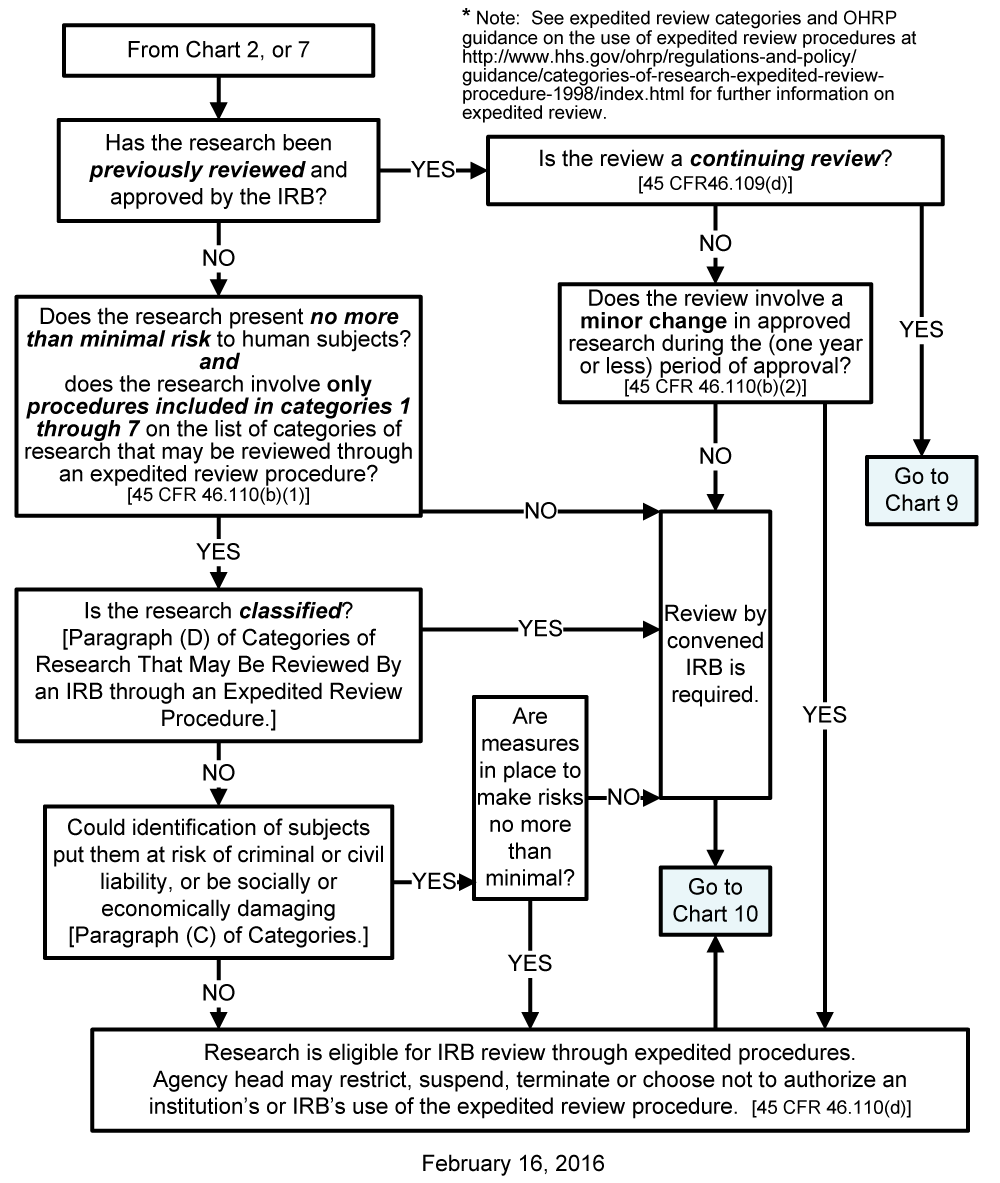 From Chart 2, or 7
* Note: See expedited review categories and OHRP
guidance on the use of expedited review procedures at
http://www.hhs.gov/ohrp/regulations-and-policy/
guidance/categories-of-research-expedited-review-
procedure-1998/index.html for further information on
expedited review.
Has the research been
previously reviewed and
approved by the IRB?
YES
Is the review a continuing review?
[45 CFR46.109(d)]
NO
NO
YES
Does the research present no more
than minimal risk to human subjects?
and
does the research involve only
procedures included in categories 1
through 7 on the list of categories of
research that may be reviewed through
an expedited review procedure?
[45 CFR 46.110(b)(1)]
Does the review involve a
minor change in approved
research during the (one year
or less) period of approval?
[45 CFR 46.110(b)(2)]
NO
Go to
Chart 9
NO
YES
Is the research classified?
[Paragraph (D) of Categories of
Research That May Be Reviewed By
an IRB through an Expedited Review
Procedure.]
YES
Review by
convened
IRB is
required.
YES
NO
Are
measures
in place to
make risks
no more
than
minimal?
NO
Could identification of subjects
put them at risk of criminal or civil
liability, or be socially or
economically damaging
[Paragraph (C) of Categories.]
YES
Go to
Chart 10
YES
NO
Research is eligible for IRB review through expedited procedures.
Agency head may restrict, suspend, terminate or choose not to authorize an
institution's or IRB's use of the expedited review procedure. [45 CFR 46.110(d)]
February 16, 2016